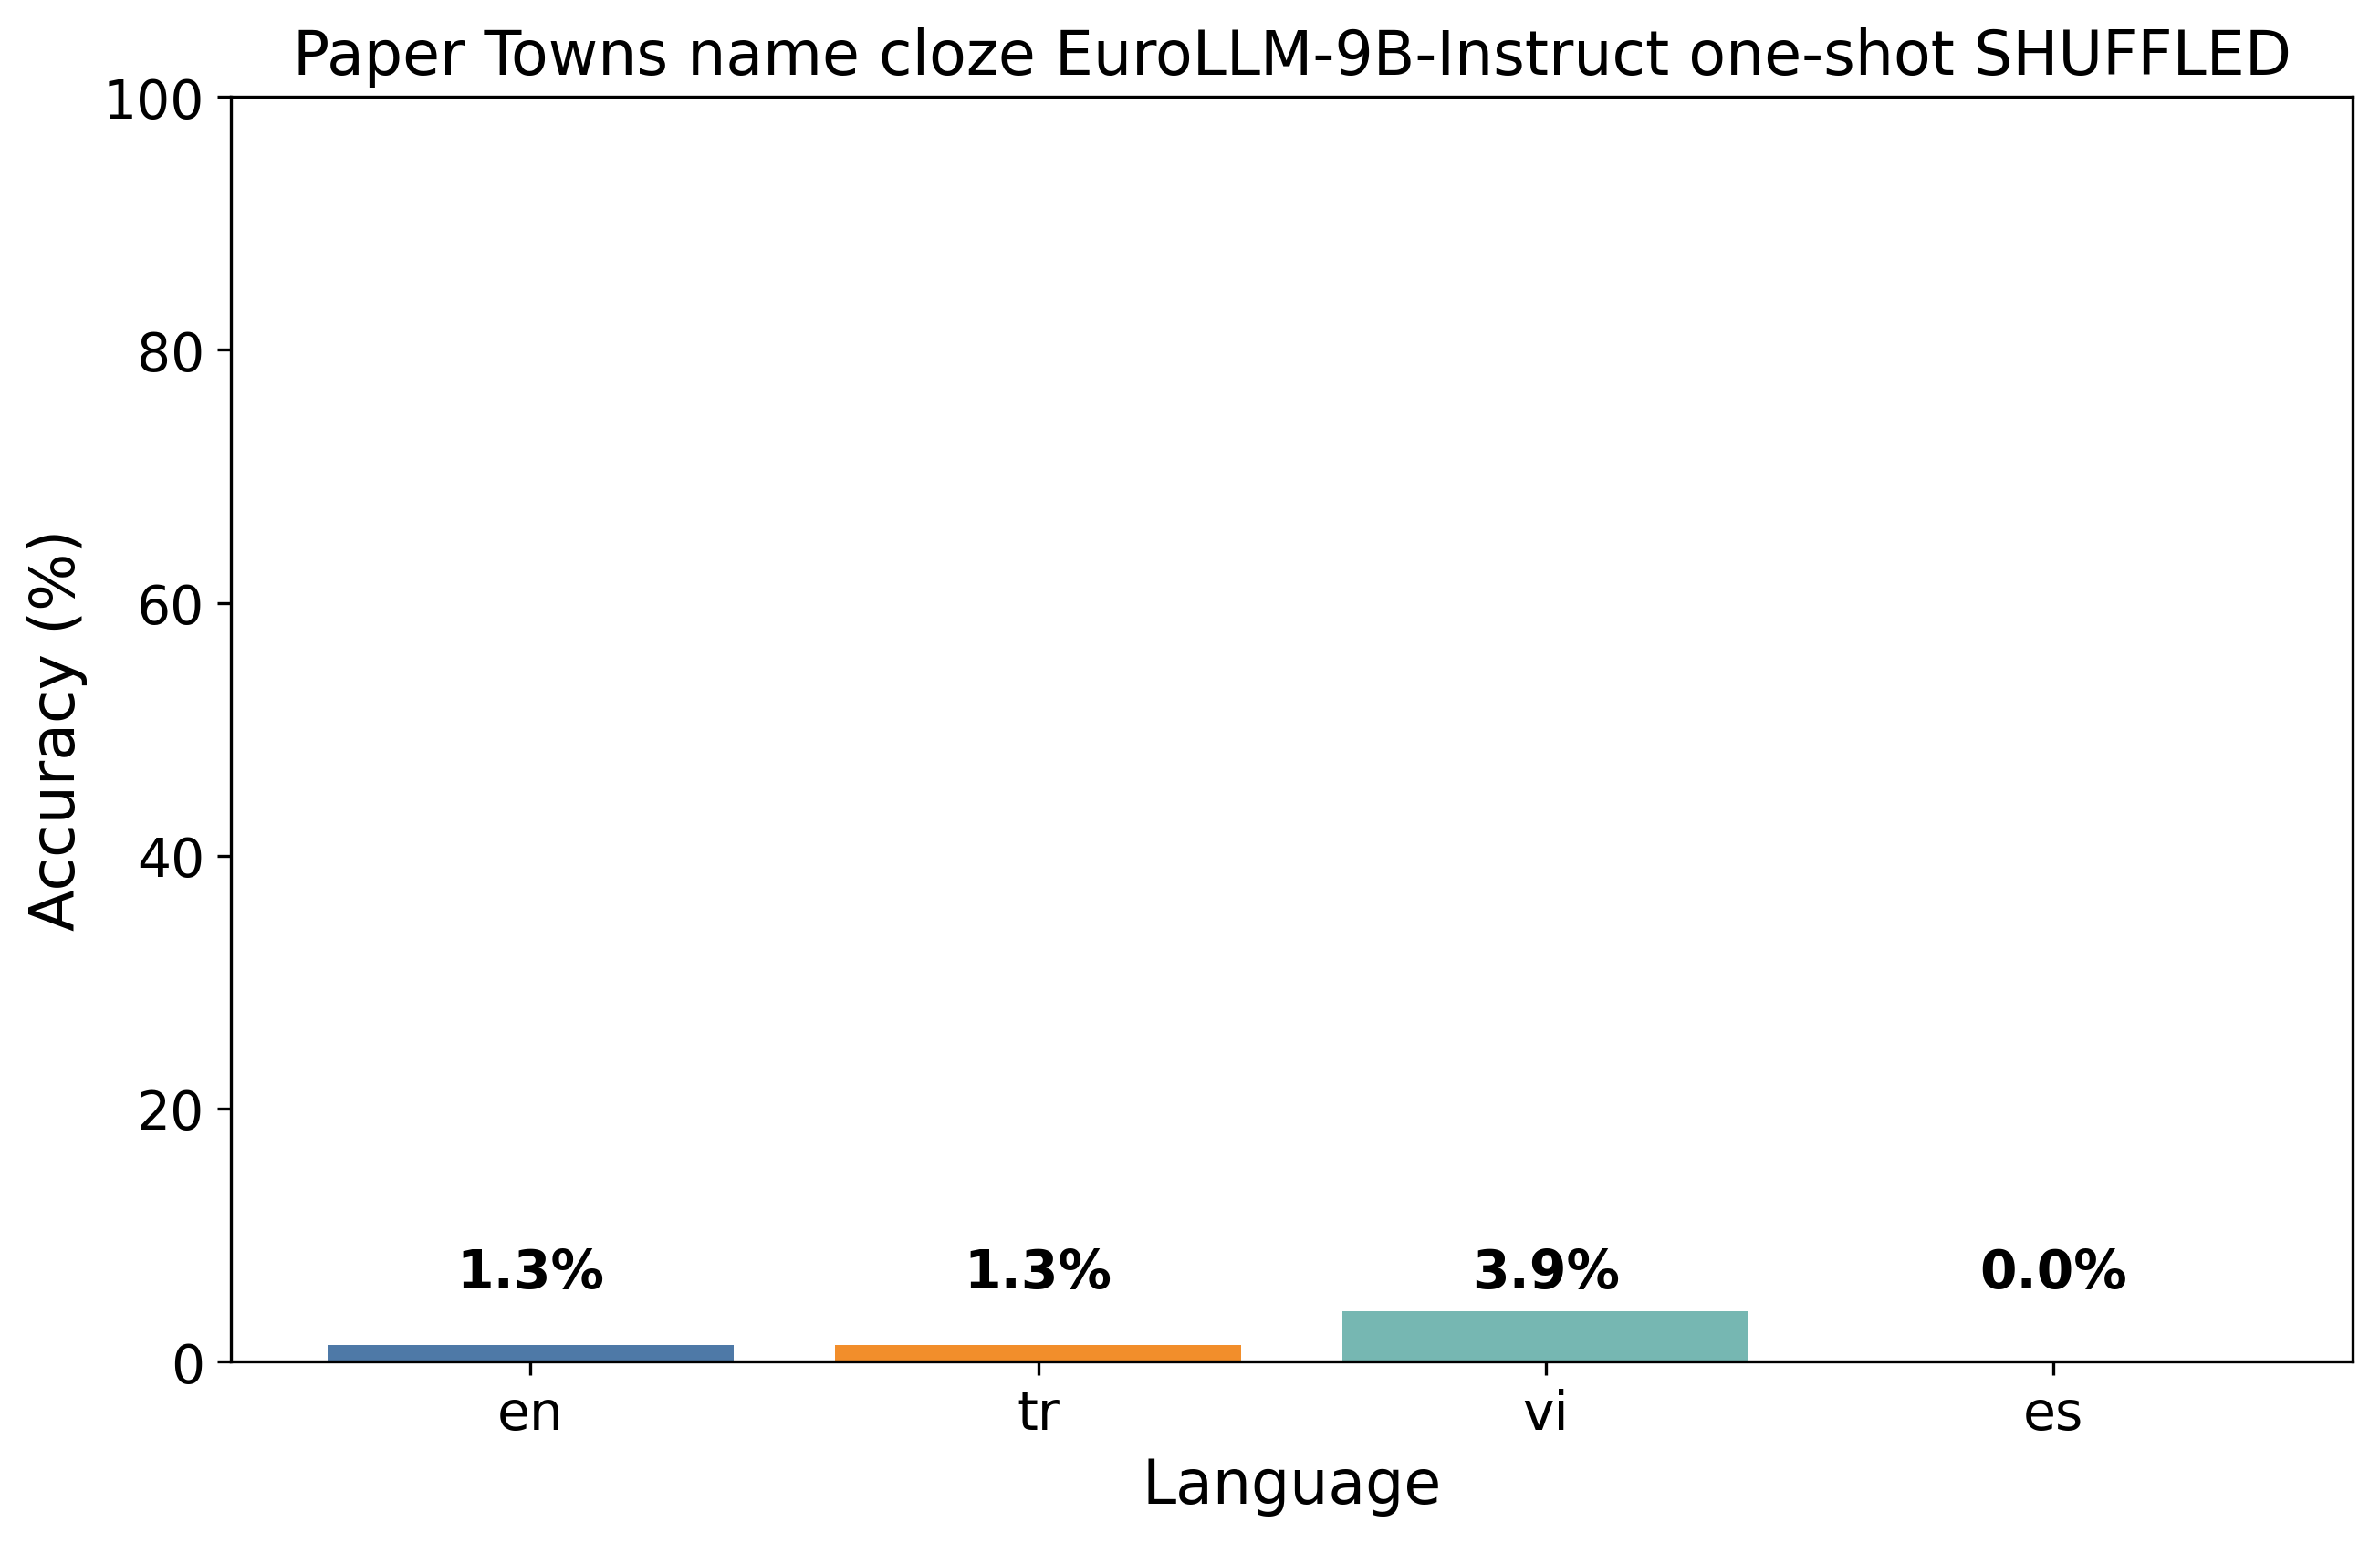 Paper Towns name cloze EuroLLM-9B-Instruct one-shot SHUFFLED
Accuracy (%)
100
80
60
40
20
0
1.3%
1.3%
3.9%
0.0%
en
tr
vi
es
Language